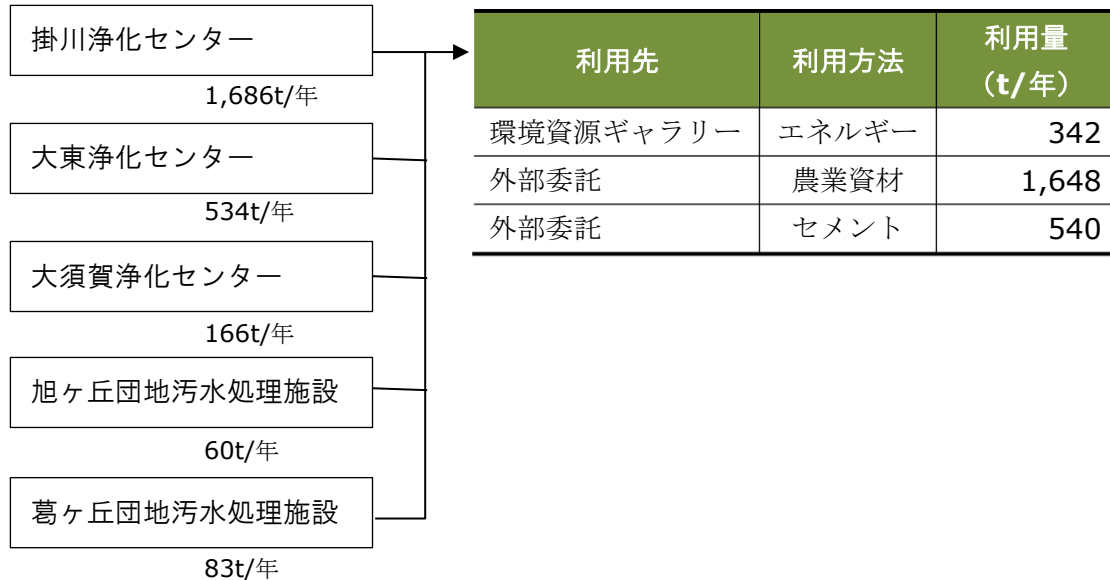 掛川浄化センター
1,686t/年
大東浄化センター
534t/年
大須賀浄化センター
166t/年
旭ヶ丘団地汚水処理施設
60t/年
葛ヶ丘団地汚水処理施設
83t/年
利用先 利用方法 利用量
（t/年）
環境資源ギャラリー エネルギー 342
外部委託 農業資材 1,648
外部委託 セメント 540